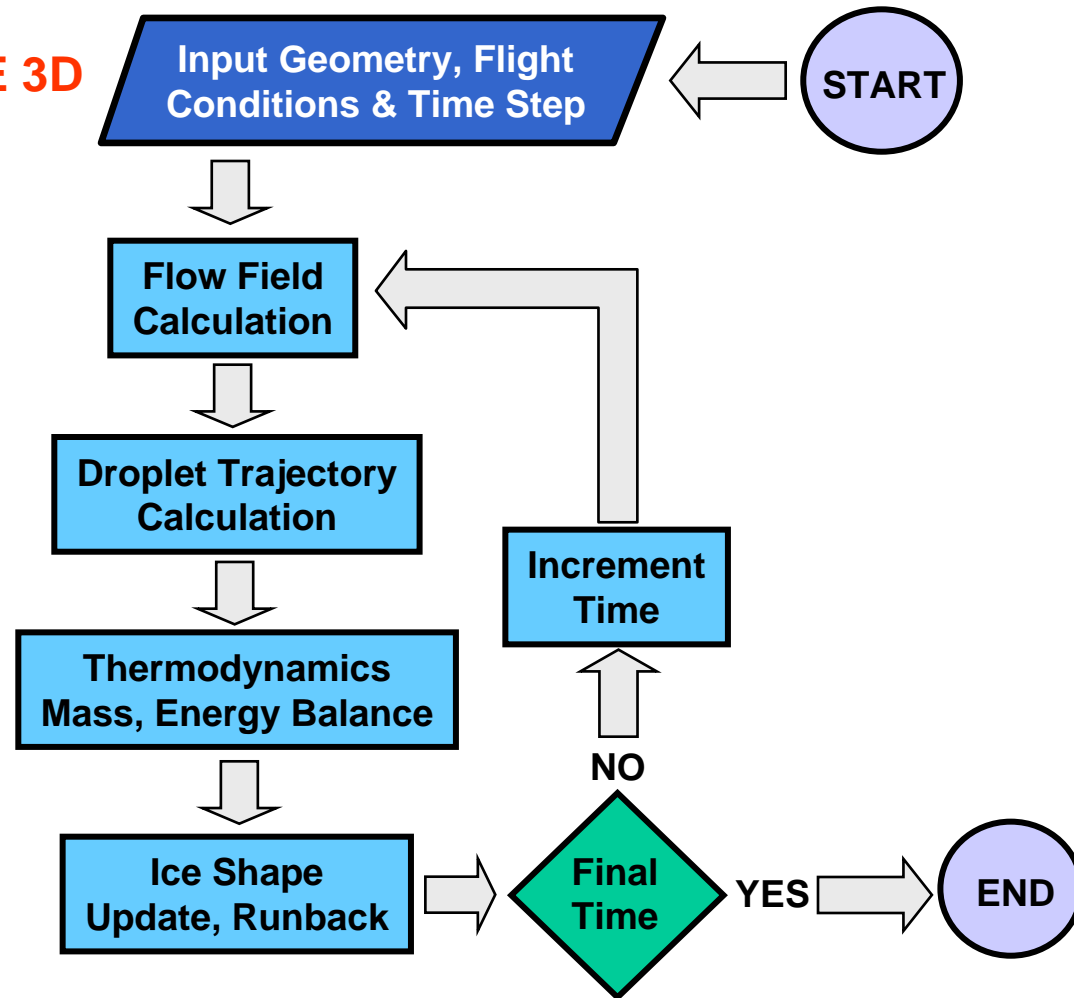 E 3D
Input Geometry, Flight
Conditions & Time Step
START
Flow Field
Calculation
Droplet Trajectory
Calculation
Increment
Time
Thermodynamics
Mass, Energy Balance
NO
Ice Shape
Update, Runback
Final
Time
YES
END